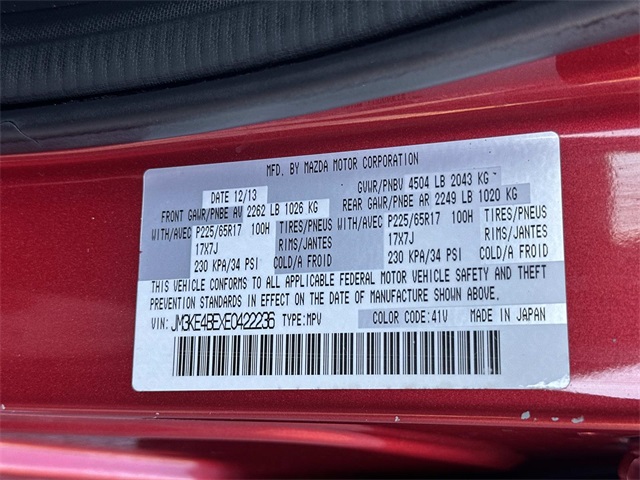 MFD. BY MAZDA MOTOR CORPORATION
DATE 12/13 GVWR/PNBV 4504 LB 2043 KG
FRONT GAWR/PNBE AV 2262 LB 1026 KG REAR GAWR/PNBE AR 2249 LB 1020 KG
WITH/AVEC P225/65R17 100H TIRES/PNEUS WITH/AVEC P225/65R17 100H TIRES/PNEUS
17X7J RIMS/JANTES 17X7J RIMS/JANTES
230 KPA/34 PSI COLD/A FROID 230 KPA/34 PSI COLD/A FROID
THIS VEHICLE CONFORMS TO ALL APPLICABLE FEDERAL MOTOR VEHICLE SAFETY AND THEFT
PREVENTION STANDARDS IN EFFECT ON THE DATE OF MANUFACTURE SHOWN ABOVE.
VIN: JM3KE4BEXE0422236 TYPE:MPV COLOR CODE:41V MADE IN JAPAN